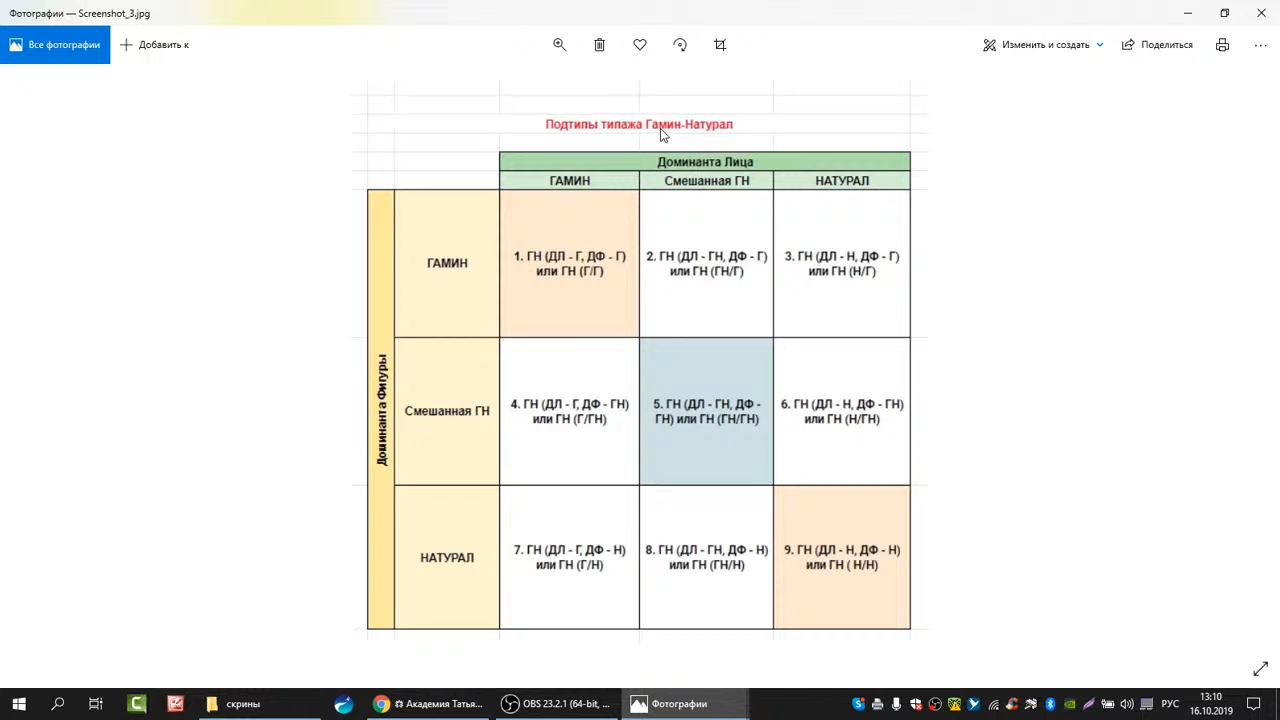 Фотографии — Screenshot_3.jpg
Все фотографии
Добавить к
Изменить и создать
Поделиться
Подтипы типажа Гамин-Натурал
Доминанта Лица
ГАМИН
Смешанная ГН
НАТУРАЛ
Доминанта Фигуры
ГАМИН
1. ГН (ДЛ - Г, ДФ - Г)
или ГН (Г/Г)
2. ГН (ДЛ - ГН, ДФ - Г)
или ГН (ГН/Г)
3. ГН (ДЛ - Н, ДФ - Г)
или ГН (Н/Г)
Смешанная ГН
4. ГН (ДЛ - Г, ДФ - ГН)
или ГН (Г/ГН)
5. ГН (ДЛ - ГН, ДФ -
ГН) или ГН (ГН/ГН)
6. ГН (ДЛ - Н, ДФ - ГН)
или ГН (Н/ГН)
НАТУРАЛ
7. ГН (ДЛ - Г, ДФ - Н)
или ГН (Г/Н)
8. ГН (ДЛ - ГН, ДФ - Н)
или ГН (ГН/Н)
9. ГН (ДЛ - Н, ДФ - Н)
или ГН ( Н/Н)
скрины
Академия Татья...
OBS 23.2.1 (64-bit, ...
Фотографии
РУС
13:10
16.10.2019